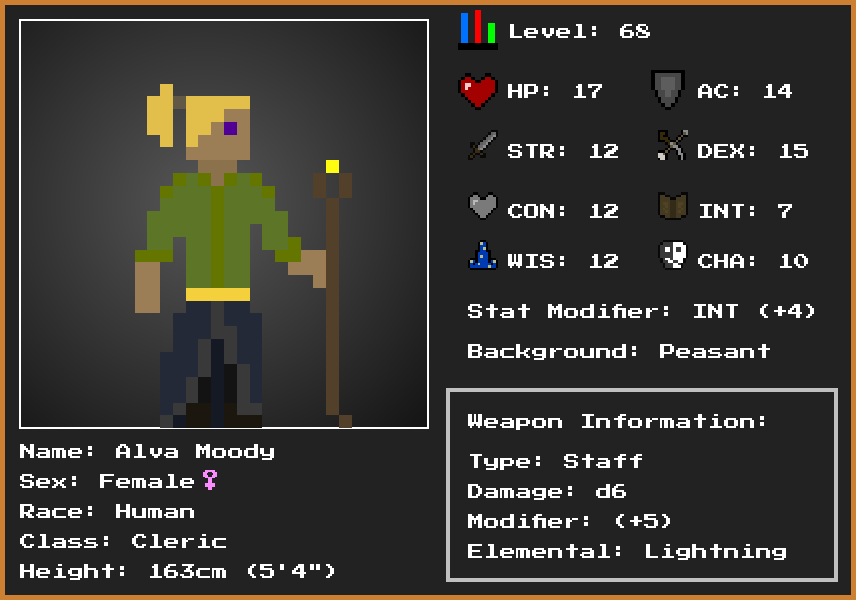 Level: 68
HP: 17 AC: 14
STR: 12 DEX: 15
CON: 12 INT: 7
WIS: 12 CHA: 10
Stat Modifier: INT (+4)
Background: Peasant
Weapon Information:
Type: Staff
Damage: d6
Modifier: (+5)
Elemental: Lightning
Name: Alva Moody
Sex: Female♀
Race: Human
Class: Cleric
Height: 163cm (5'4")